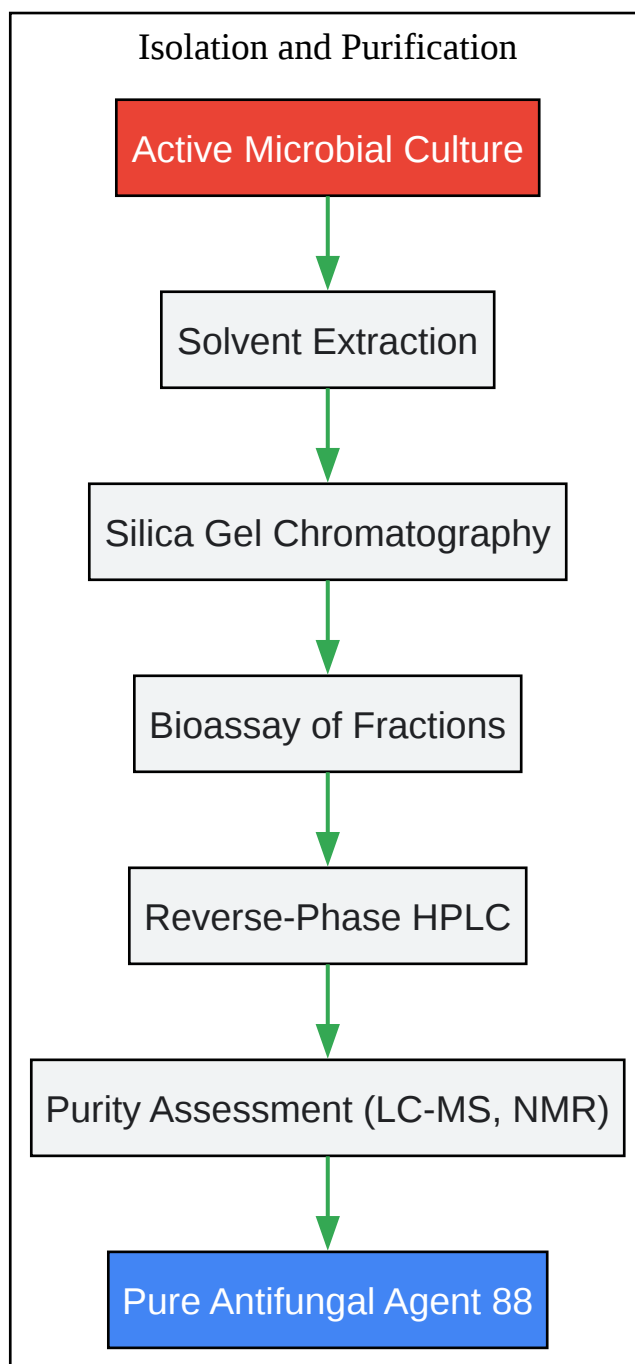 Isolation and Purification
Active Microbial Culture
Solvent Extraction
Silica Gel Chromatography
Bioassay of Fractions
Reverse-Phase HPLC
Purity Assessment (LC-MS, NMR)
Pure Antifungal Agent 88